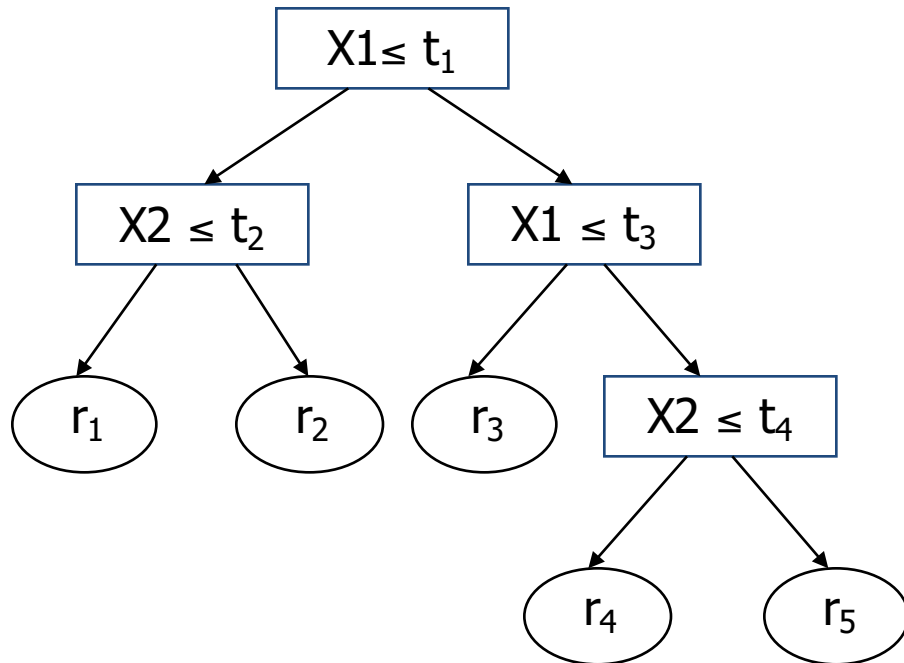 X1≤ t₁
X2 ≤ t₂
X1 ≤ t₃
r₁
r₂
r₃
X2 ≤ t₄
r₄
r₅